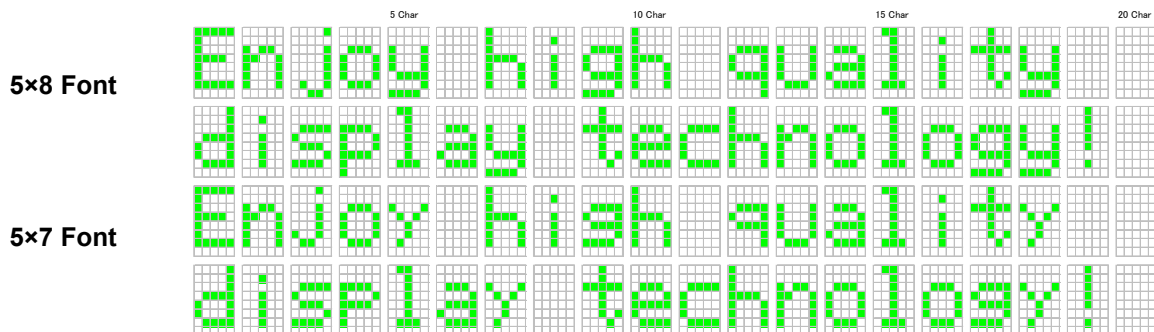 5 Char 10 Char 15 Char 20 Char
5×8 Font
Enjoy high quality
display technology!
5×7 Font
Enjoy high quality
display technology!